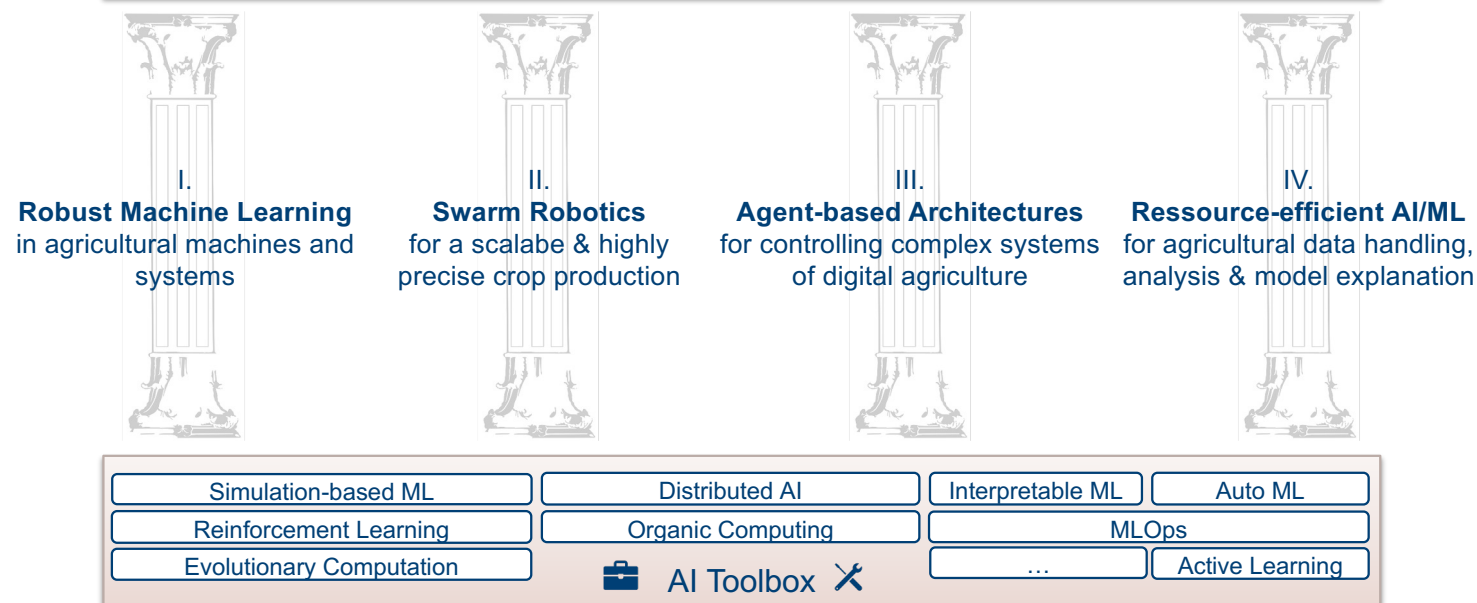 I.
Robust Machine Learning
in agricultural machines and
systems
II.
Swarm Robotics
for a scalabe & highly
precise crop production
III.
Agent-based Architectures
for controlling complex systems
of digital agriculture
IV.
Ressource-efficient AI/ML
for agricultural data handling,
analysis & model explanation
Simulation-based ML
Reinforcement Learning
Evolutionary Computation
Distributed AI
Organic Computing
AI Toolbox
Interpretable ML
Auto ML
MLOps
…
Active Learning